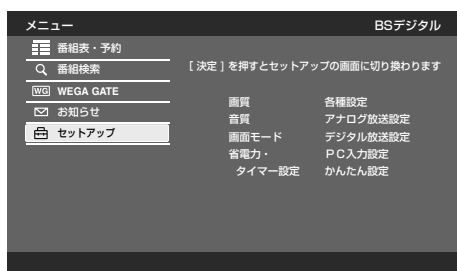 メニュー
BSデジタル
番組表・予約
番組検索
WG WEGA GATE
お知らせ
セットアップ
[ 決定 ] を押すとセットアップの画面に切り換わります
画質 各種設定
音質 アナログ放送設定
画面モード デジタル放送設定
省電力・ PC入力設定
タイマー設定 かんたん設定